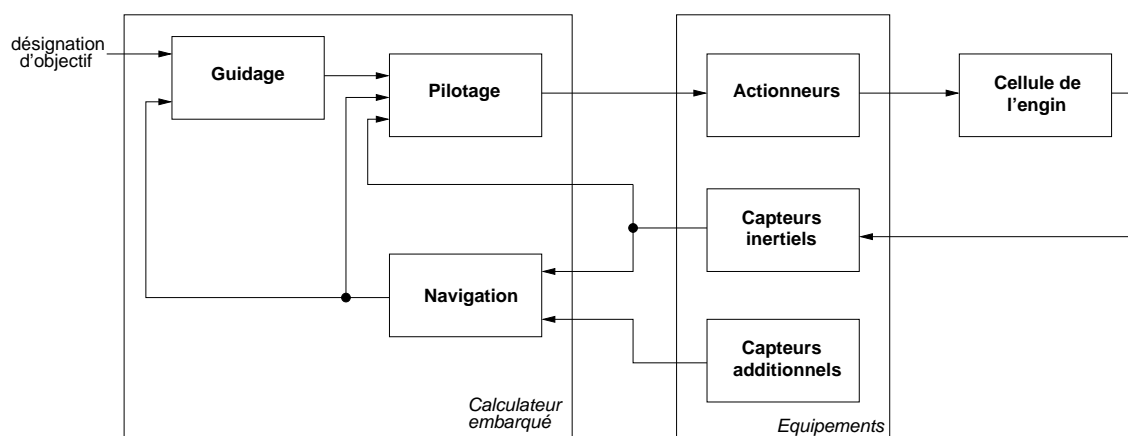 désignation
d'objectif
Guidage
Pilotage
Actionneurs
Cellule de
l'engin
Capteurs
inertiels
Navigation
Capteurs
additionnels
Calculateur
embarqué
Equipements